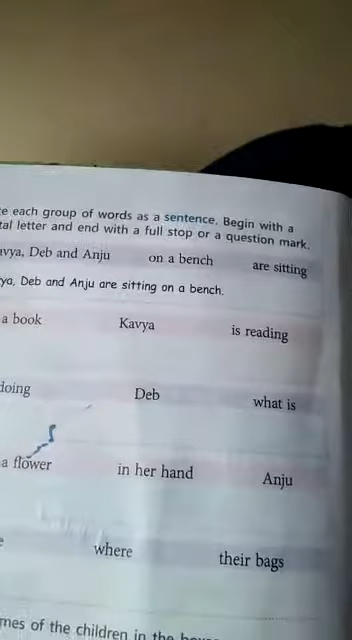 e each group of words as a sentence. Begin with a
tal letter and end with a full stop or a question mark.
avya, Deb and Anju on a bench are sitting
ya, Deb and Anju are sitting on a bench.
a book Kavya is reading
doing Deb what is
a flower in her hand Anju
e where their bags
mes of the children in the